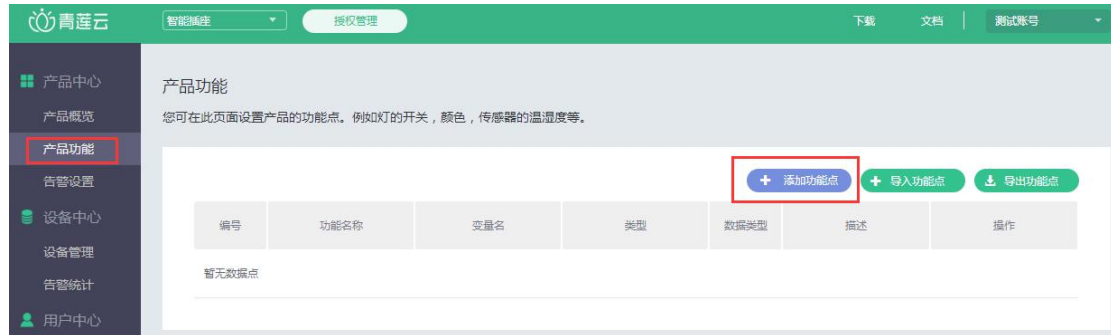 青莲云 智能插座 授权管理 下载 文档 测试账号
产品中心
产品概览
产品功能
告警设置
设备中心
设备管理
告警统计
用户中心
产品功能
您可在此页面设置产品的功能点。例如灯的开关，颜色，传感器的温湿度等。
+ 添加功能点 + 导入功能点 导出功能点
编号 功能名称 变量名 类型 数据类型 描述 操作
暂无数据点